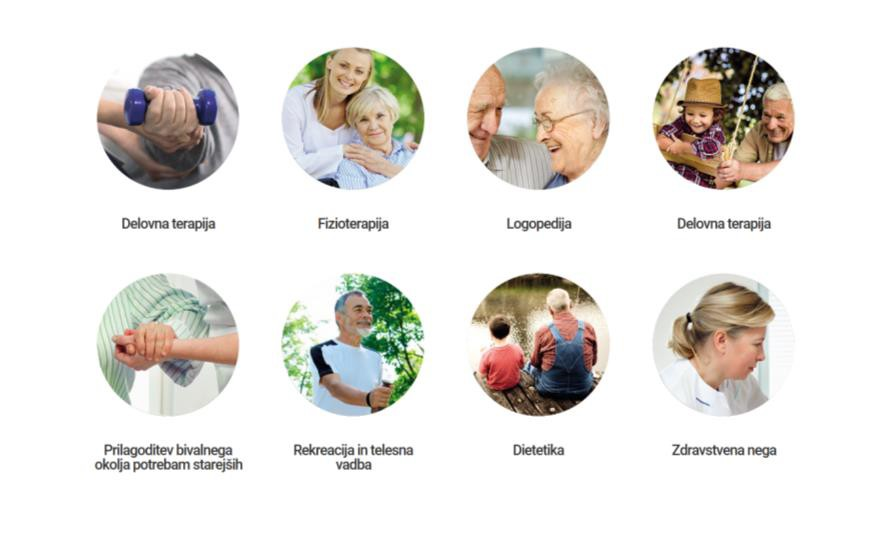 Delovna terapija
Fizioterapija
Logopedija
Delovna terapija
Prilagoditev bivalnega
okolja potrebam starejših
Rekreacija in telesna
vadba
Dietetika
Zdravstvena nega